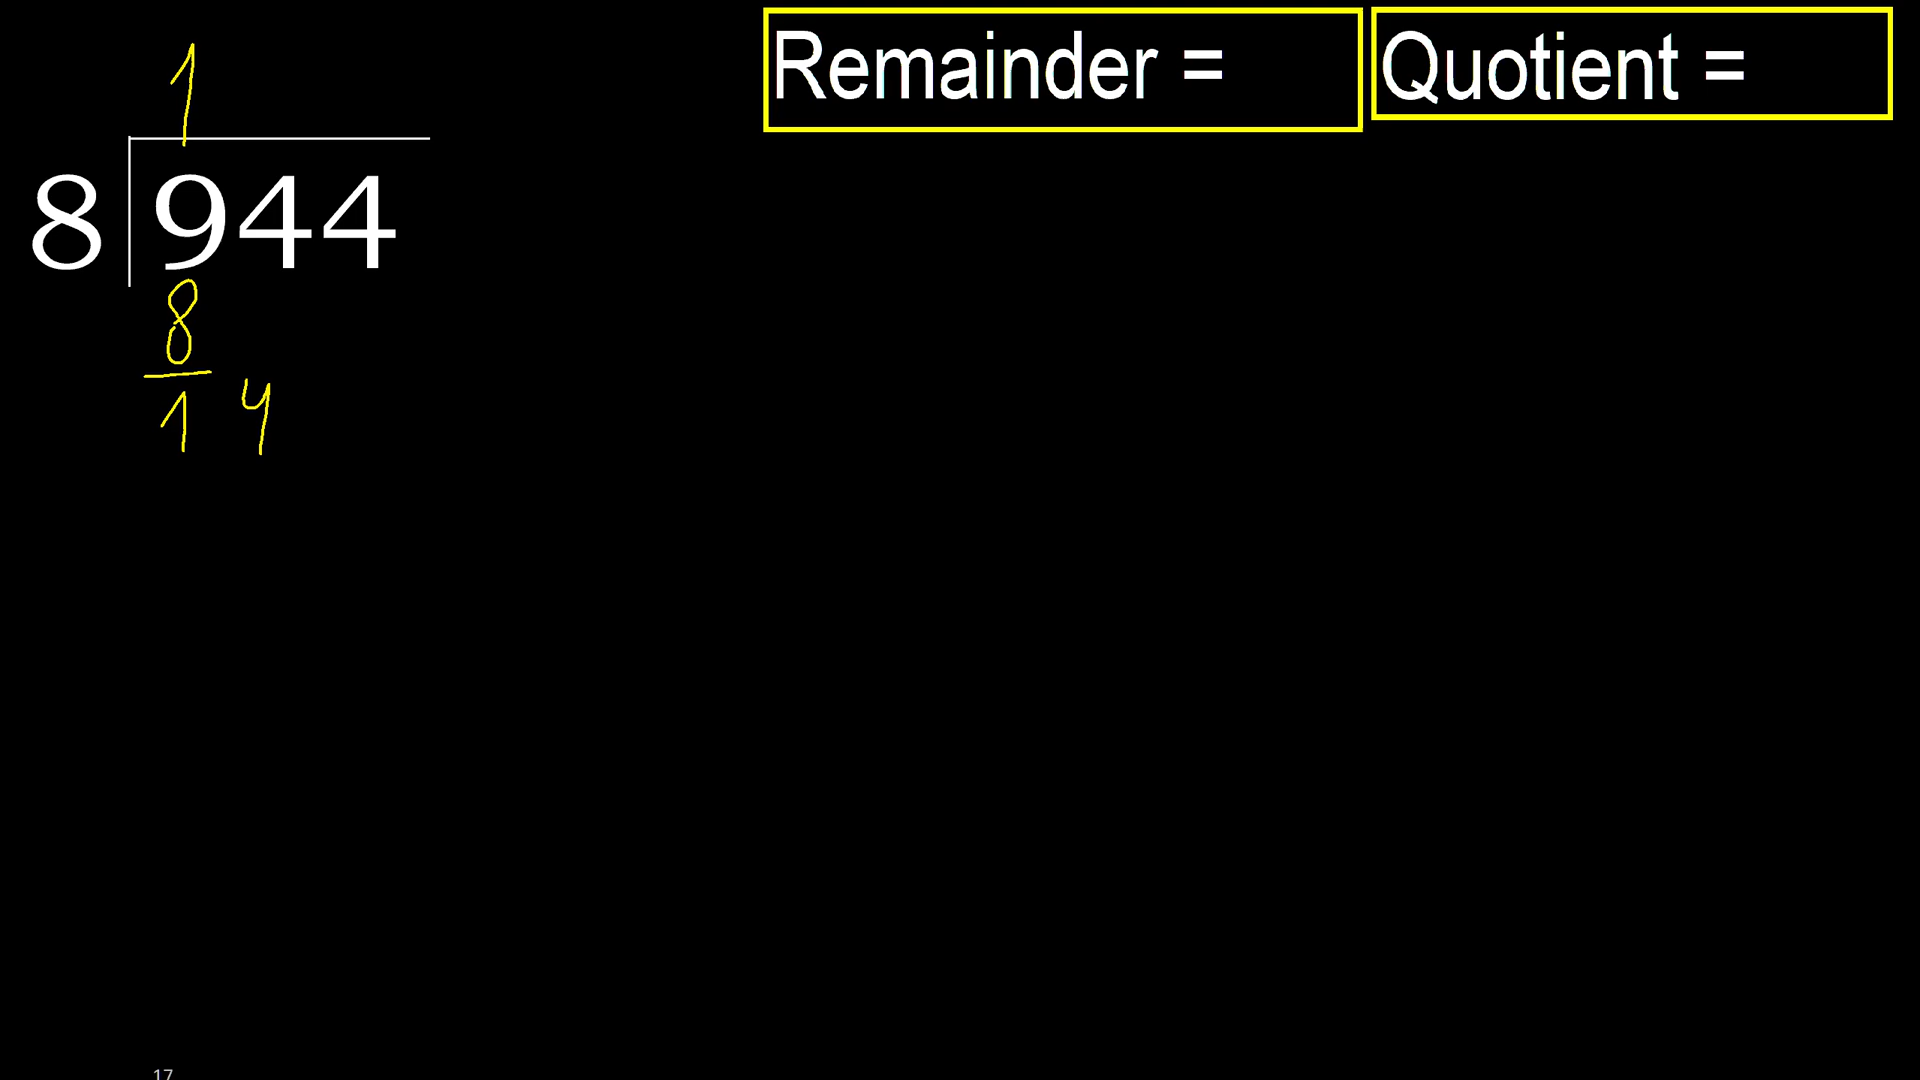 1
8 944
8
1 4
Remainder =
Quotient =
17